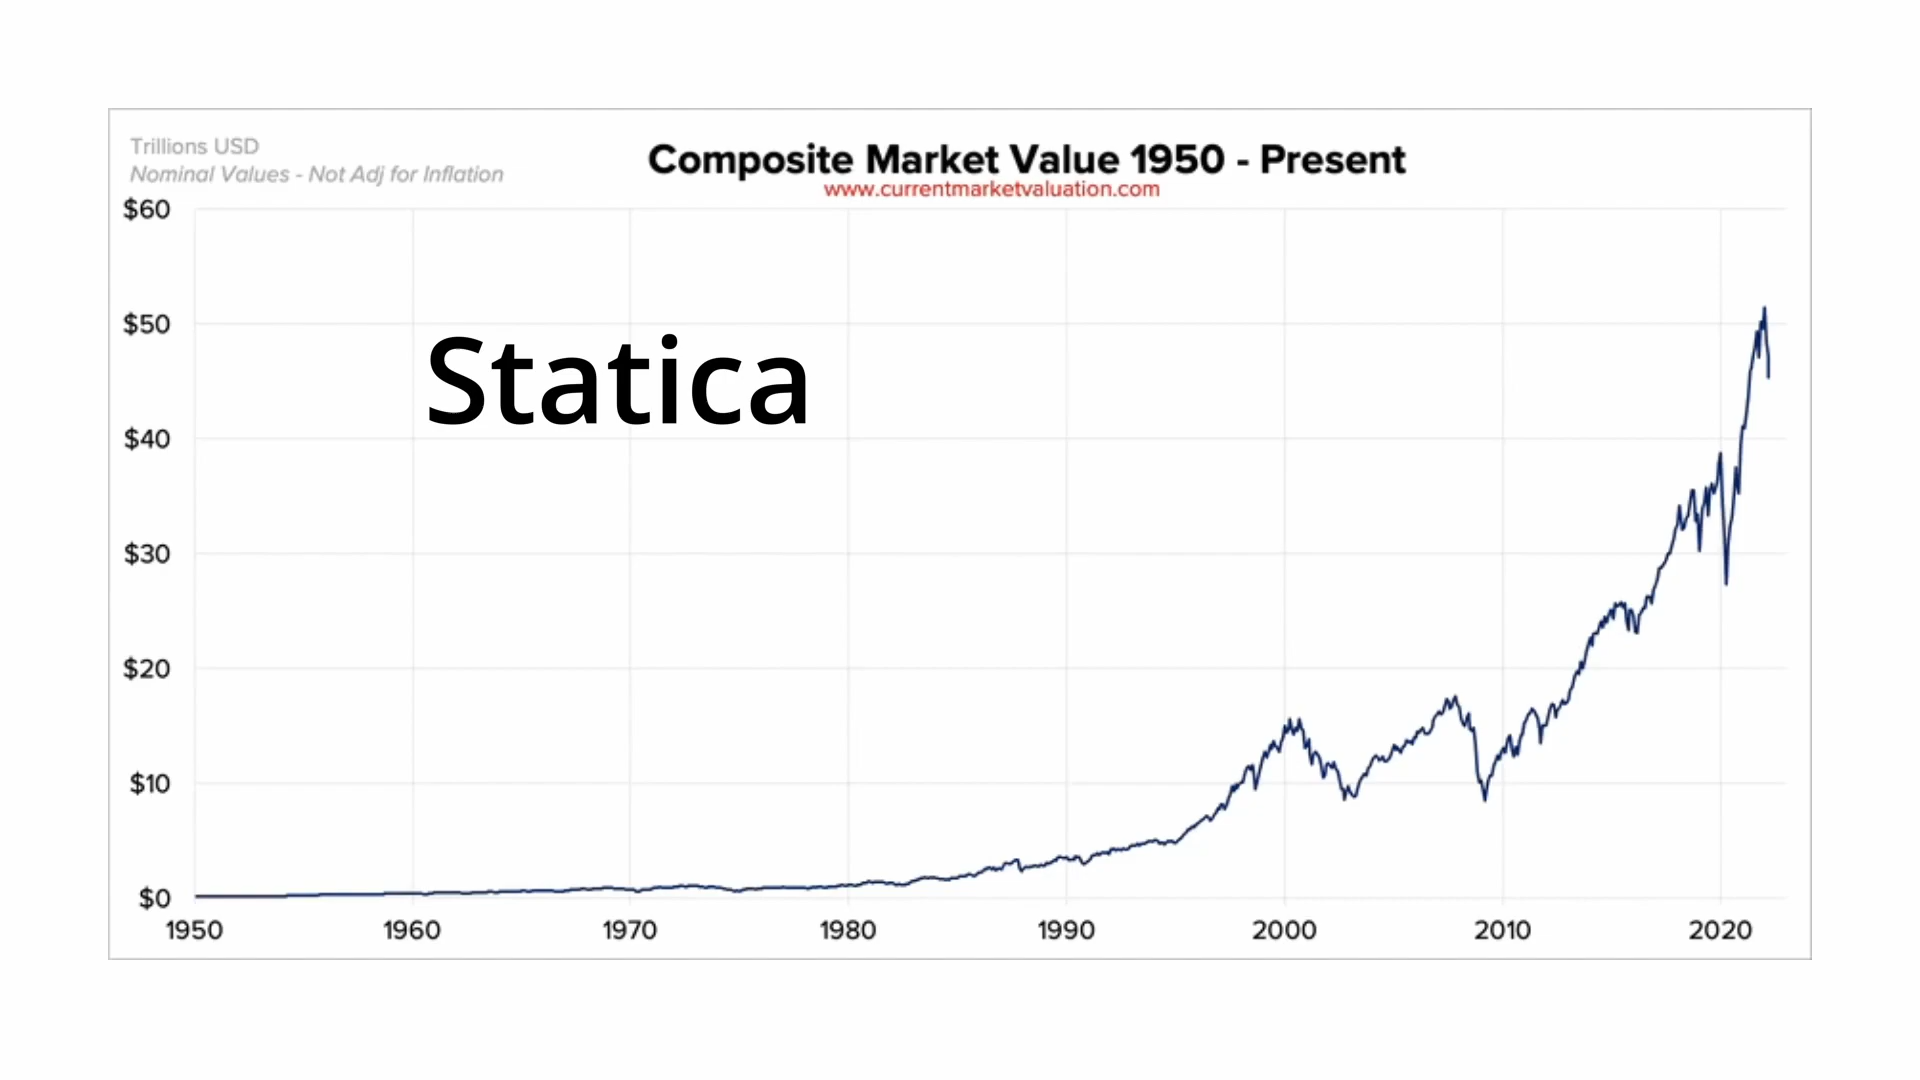 Trillions USD
Nominal Values - Not Adj for Inflation
Composite Market Value 1950 - Present
www.currentmarketvaluation.com
$60
$50
Statica
$40
$30
$20
$10
$0
1950 1960 1970 1980 1990 2000 2010 2020